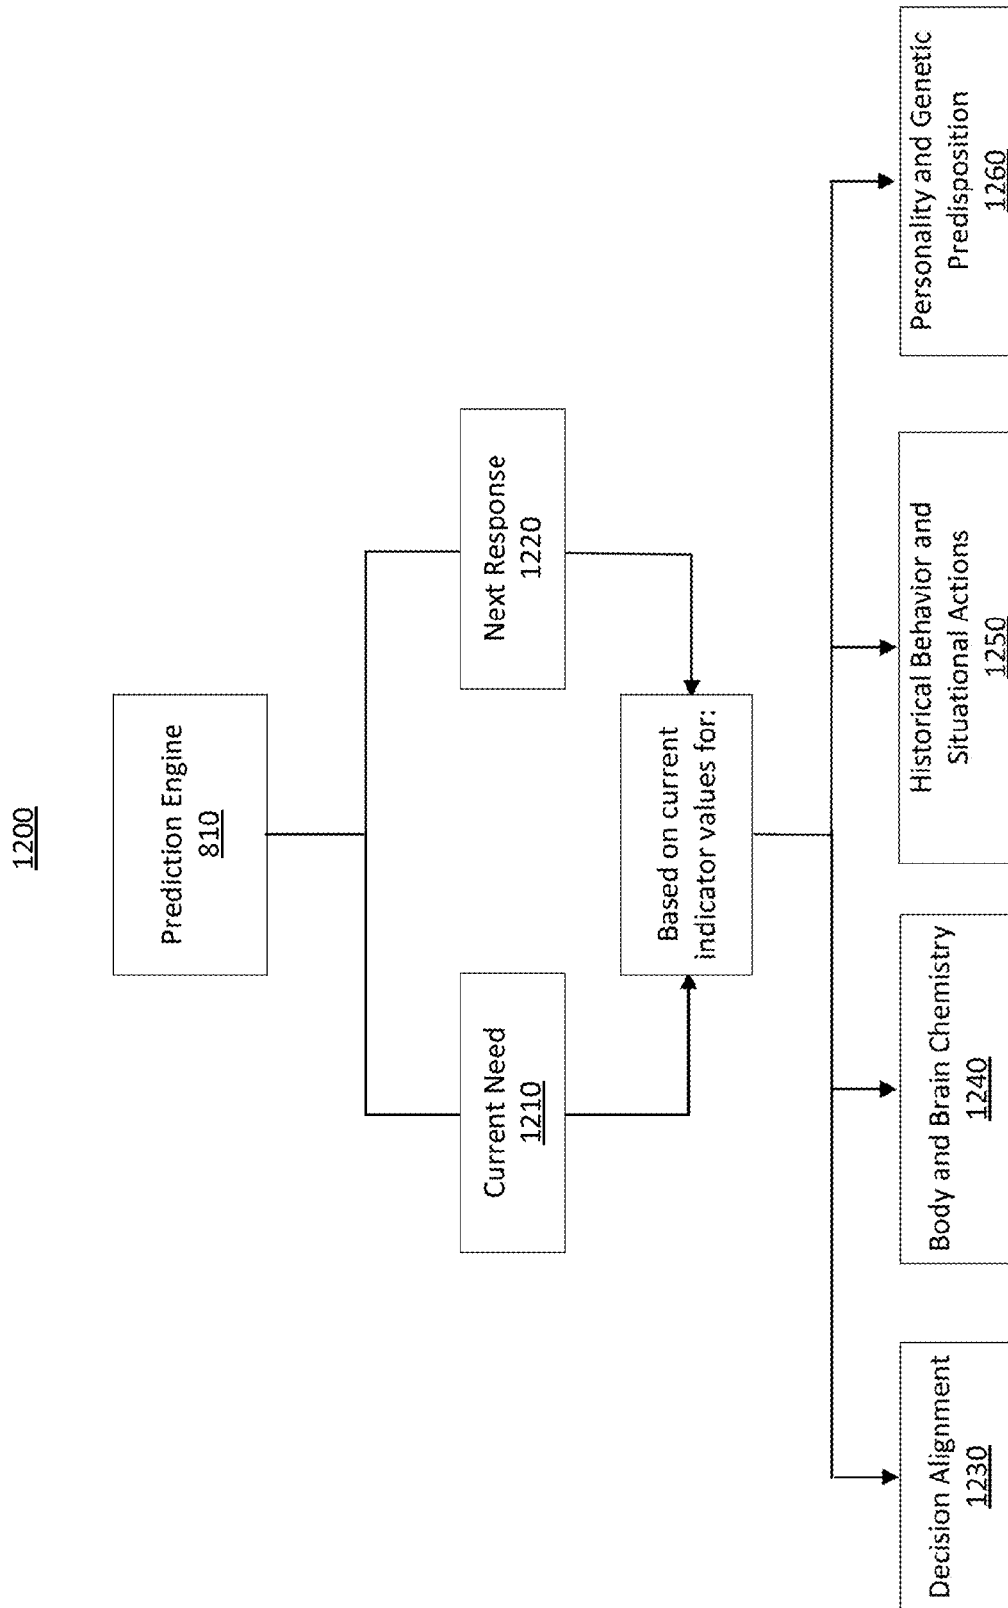 1200
Prediction Engine
810
Current Need
1210
Next Response
1220
Based on current
indicator values for:
Decision Alignment
1230
Body and Brain Chemistry
1240
Historical Behavior and
Situational Actions
1250
Personality and Genetic
Predisposition
1260